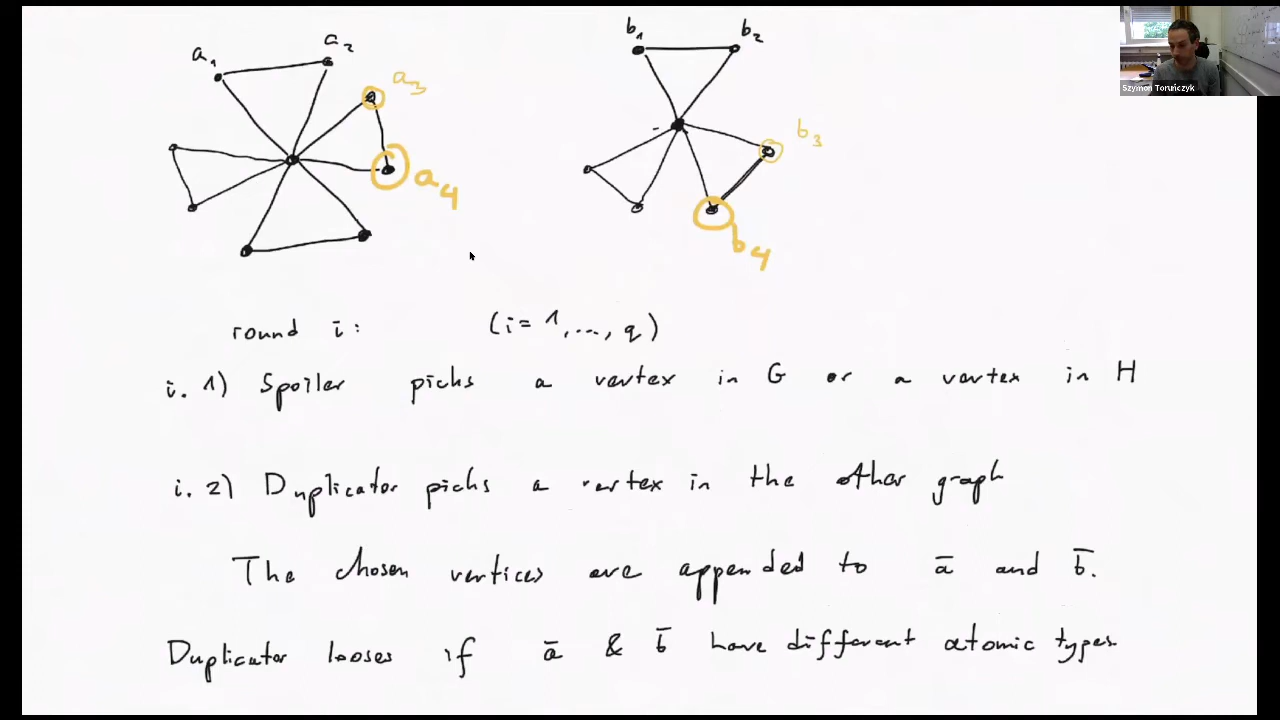 a₁ a₂ b₁ b₂
a₃ b₃
a₄ b₄
Szymon Toruńczyk
round i: (i=1,...,q)
i. 1) Spoiler picks a vertex in G or a vertex in H
i. 2) Duplicator picks a vertex in the other graph
The chosen vertices are appended to ā and b̄.
Duplicator looses if ā & b̄ have different atomic types.